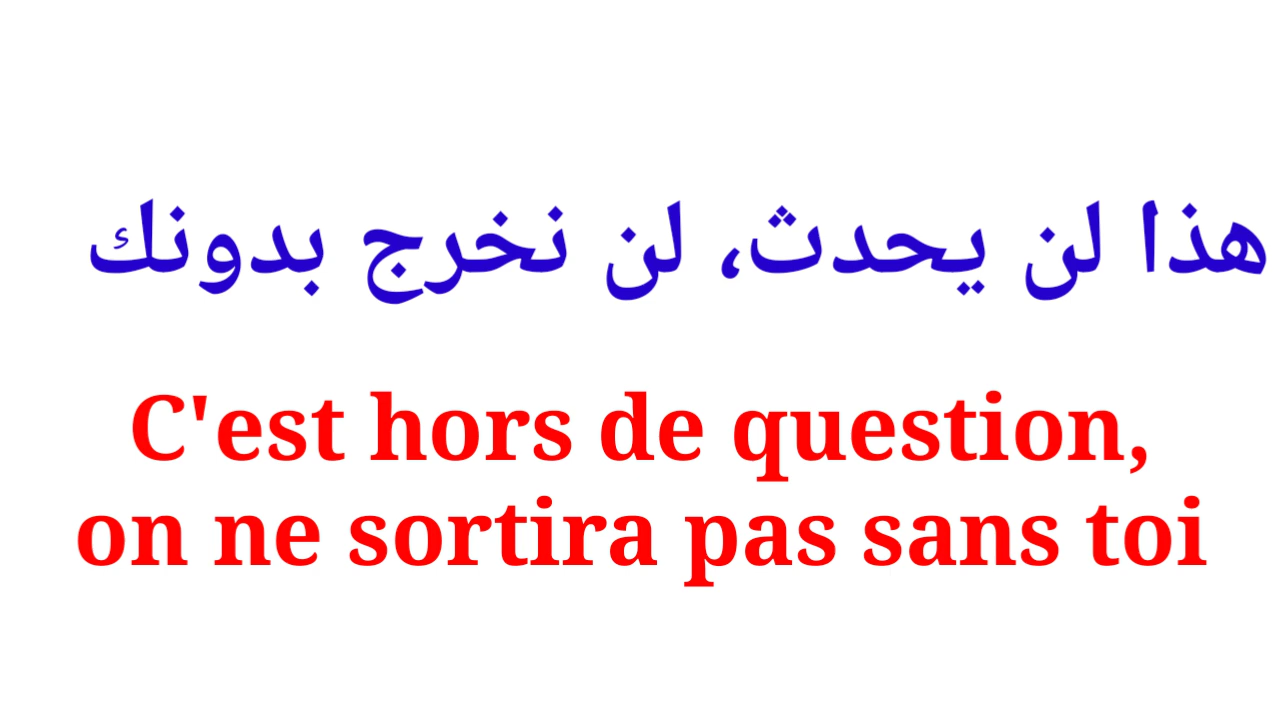 هذا لن يحدث، لن نخرج بدونك
C'est hors de question,
on ne sortira pas sans toi